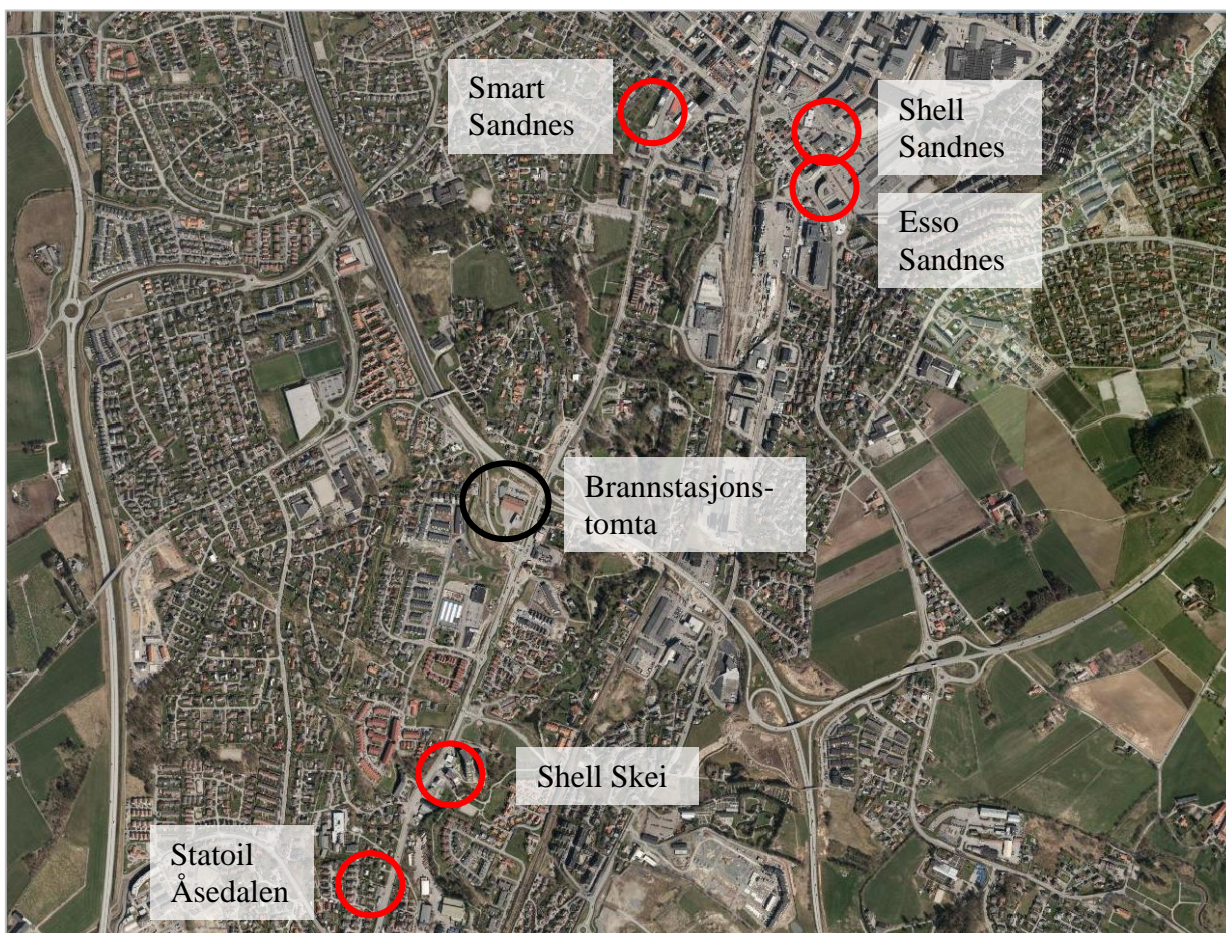 Smart
Sandnes
Shell
Sandnes
Esso
Sandnes
Brannstasjons-
tomta
Shell Skei
Statoil
Åsedalen